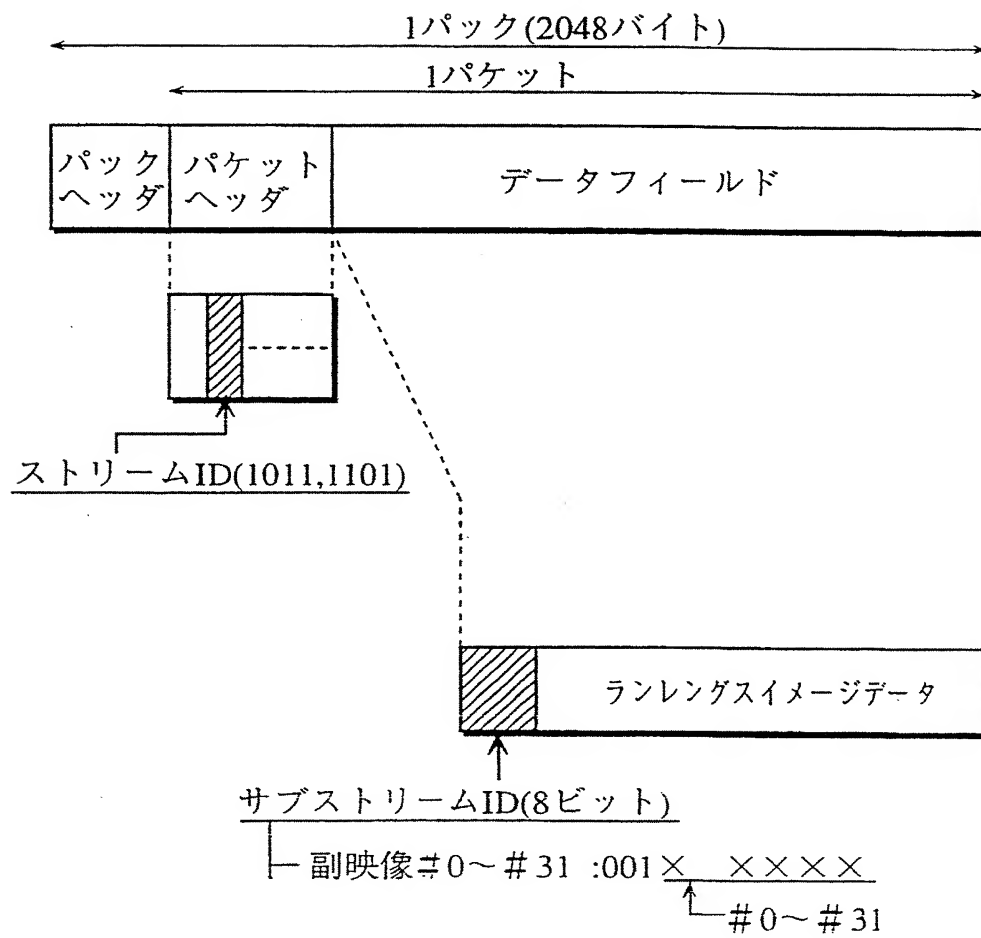 1パック(2048バイト)
1パケット
パック
ヘッダ
パケット
ヘッダ
データフィールド
ストリームID(1011,1101)
ランレングスイメージデータ
サブストリームID(8ビット)
副映像#0～#31 :001× ××××
#0～#31